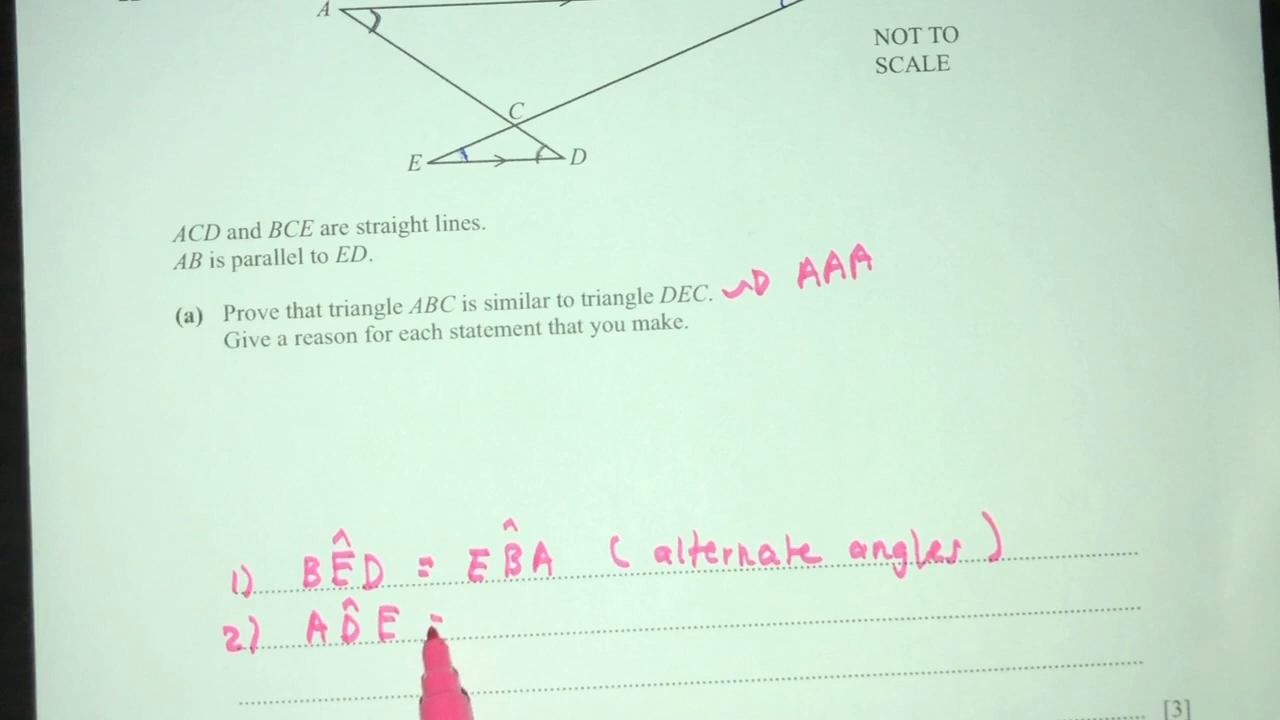 A
NOT TO
SCALE
C
E
D
ACD and BCE are straight lines.
AB is parallel to ED.
(a) Prove that triangle ABC is similar to triangle DEC. AAA
Give a reason for each statement that you make.
1) BÊD = EB̂A (alternate angles)
2) AD̂E =
[3]